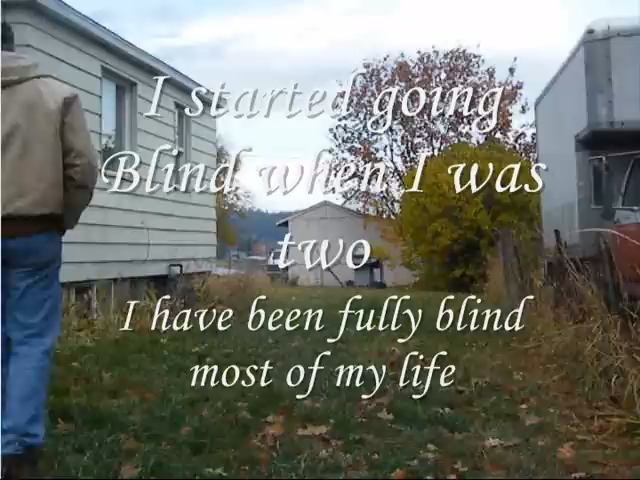 I started going
Blind when I was
two
I have been fully blind
most of my life